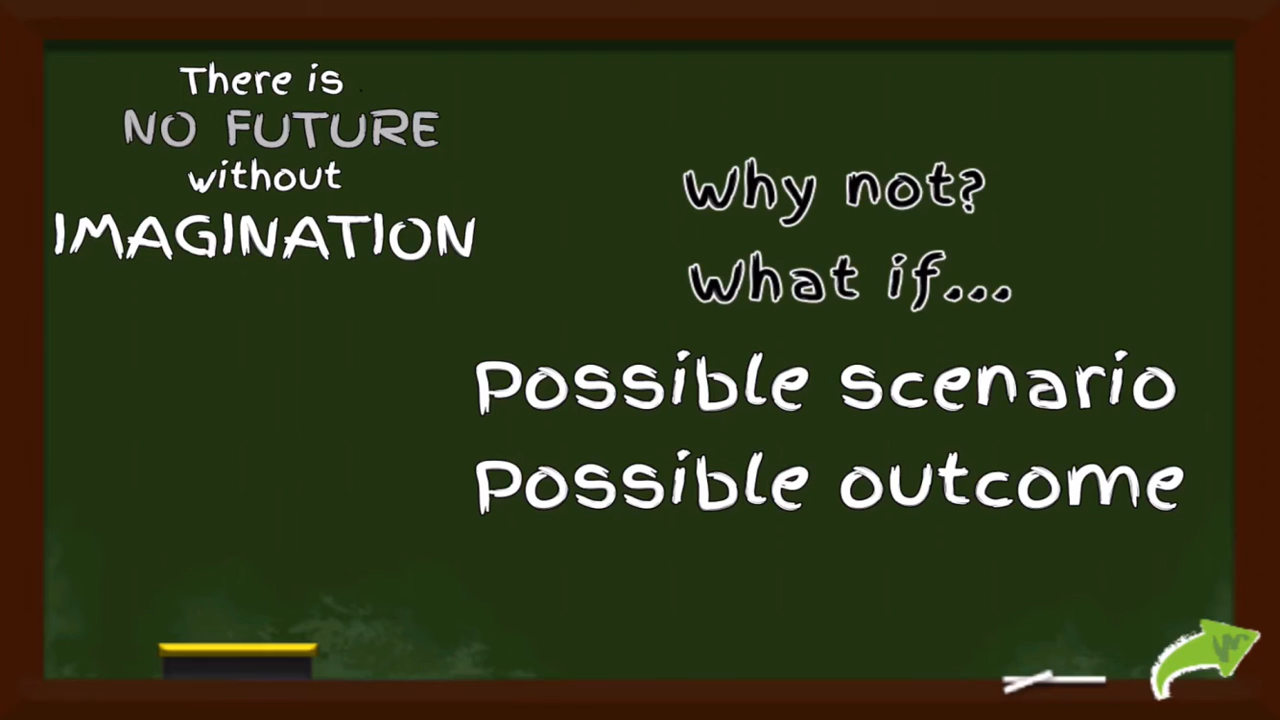 There is
NO FUTURE
without
IMAGINATION
Why not?
What if...
Possible scenario
Possible outcome